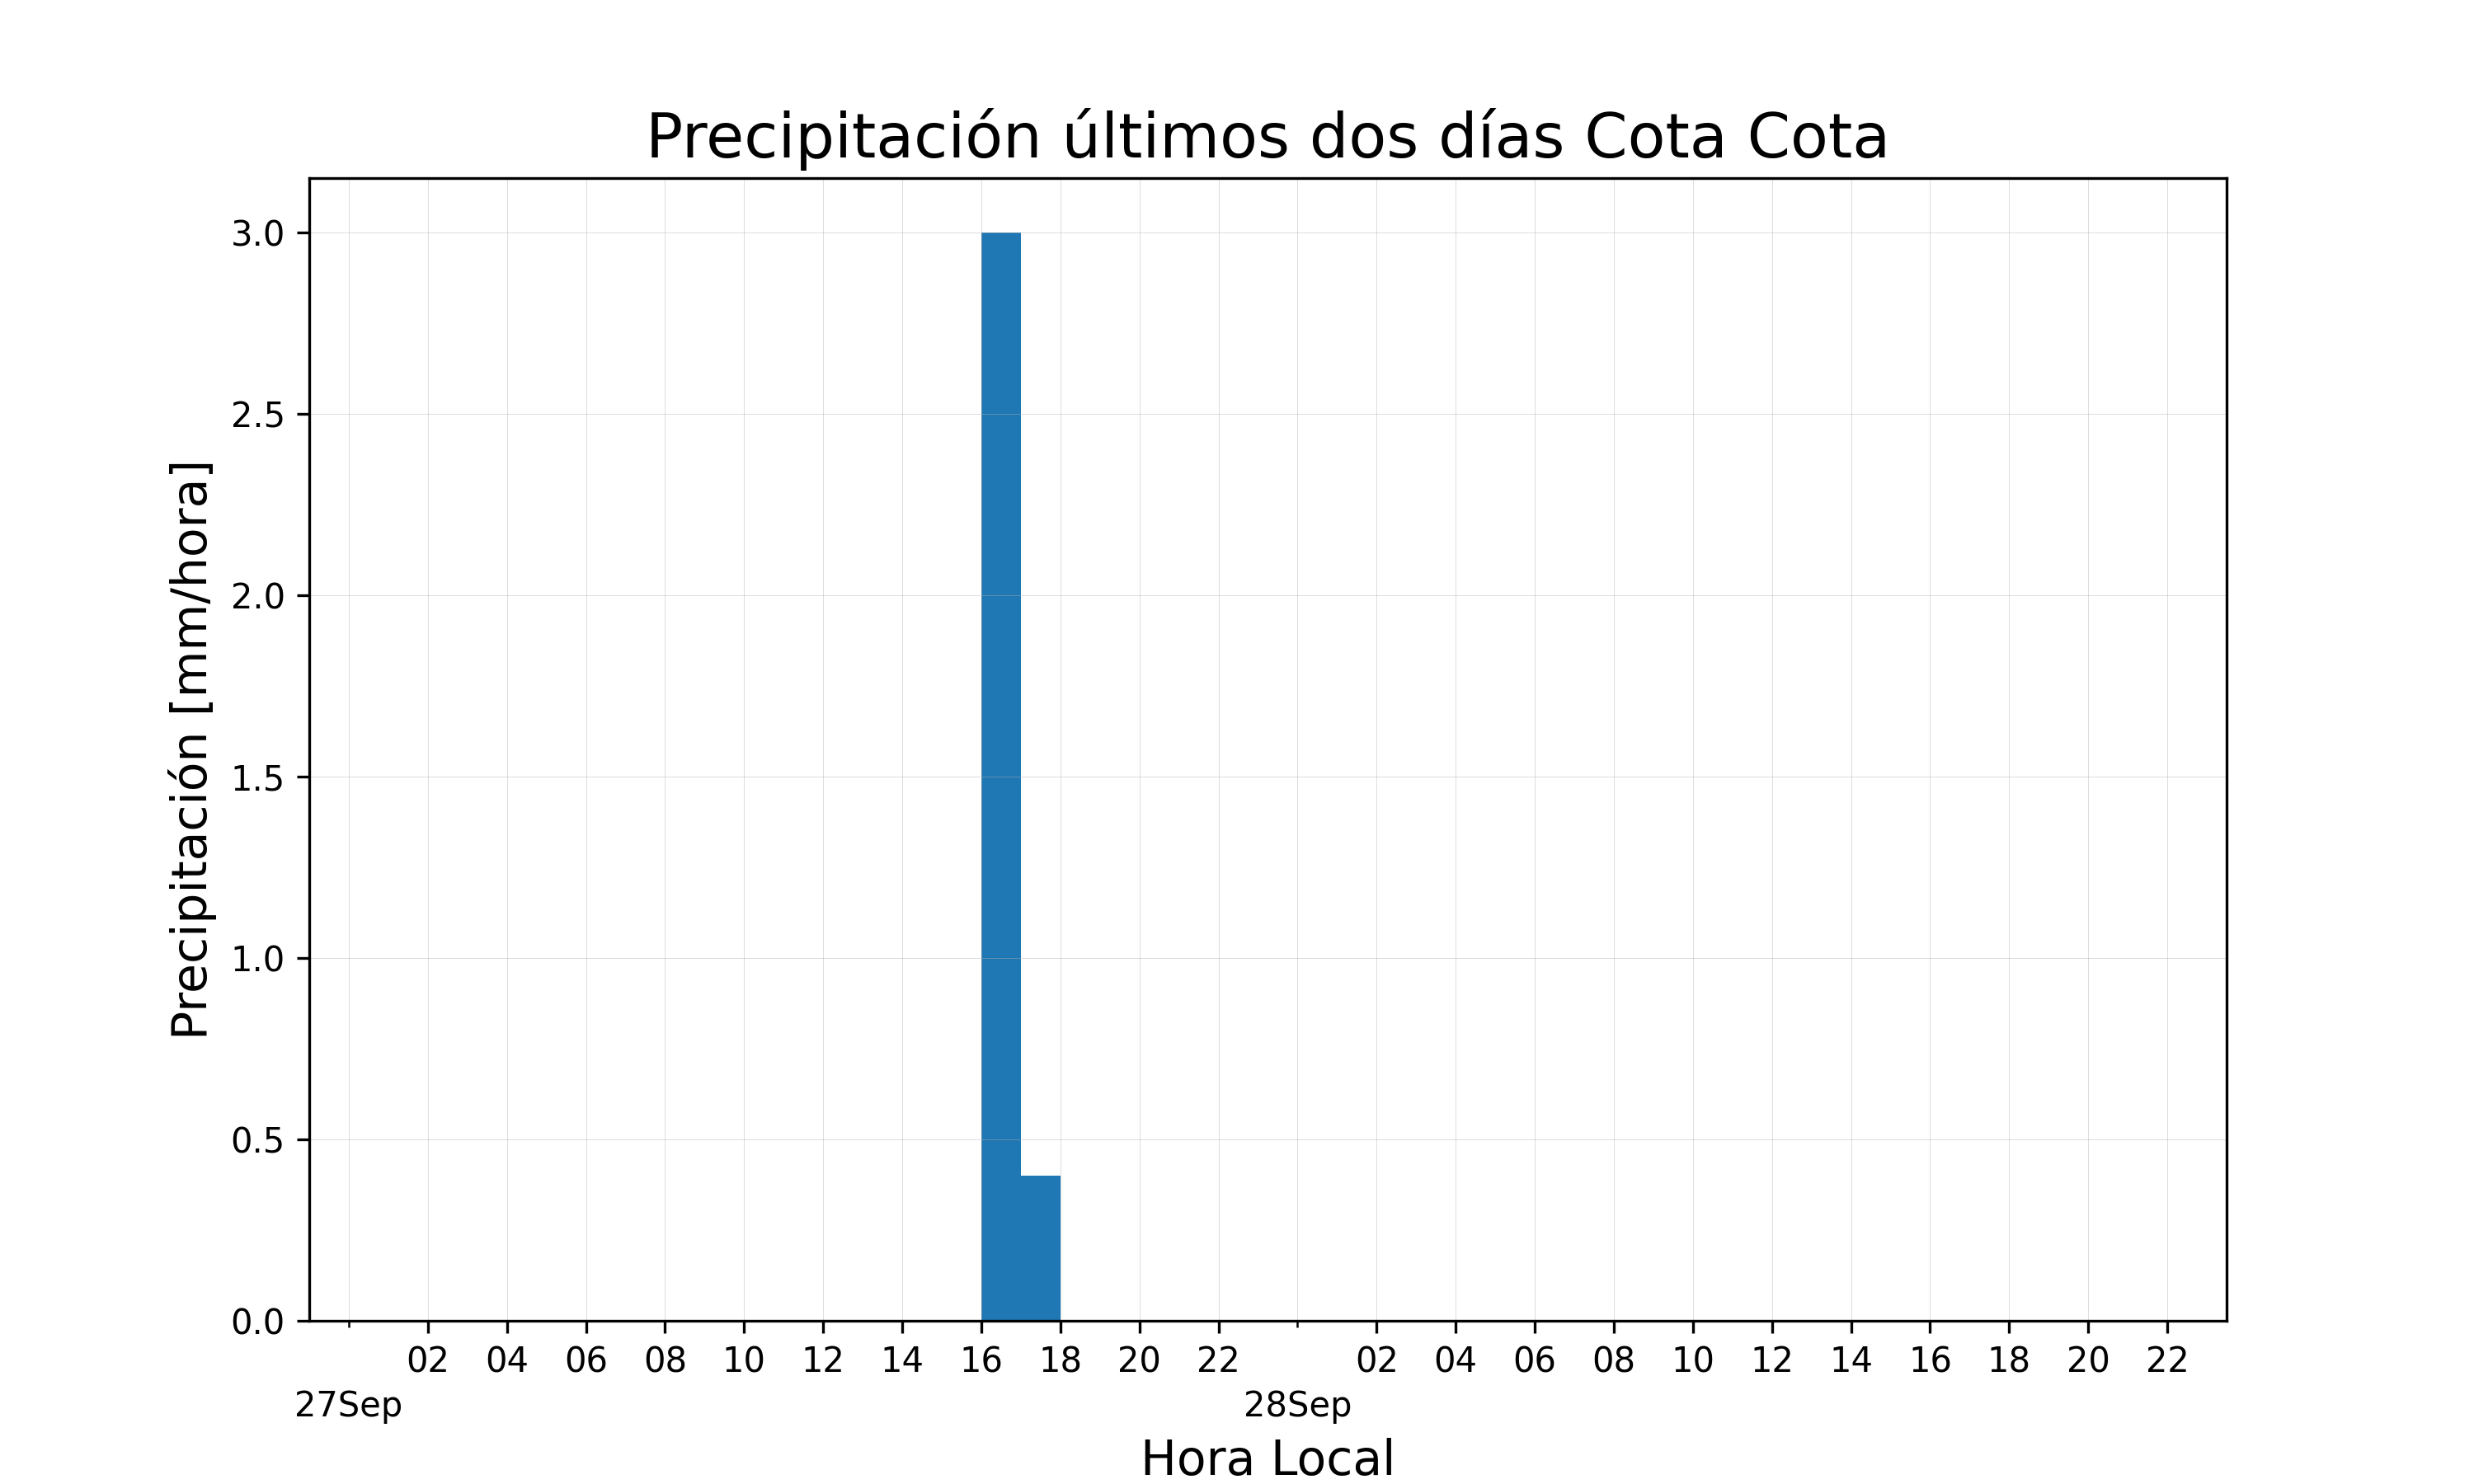 Precipitación últimos dos días Cota Cota
Precipitación [mm/hora]
3.0
2.5
2.0
1.5
1.0
0.5
0.0
02 04 06 08 10 12 14 16 18 20 22 02 04 06 08 10 12 14 16 18 20 22
27Sep 28Sep
Hora Local